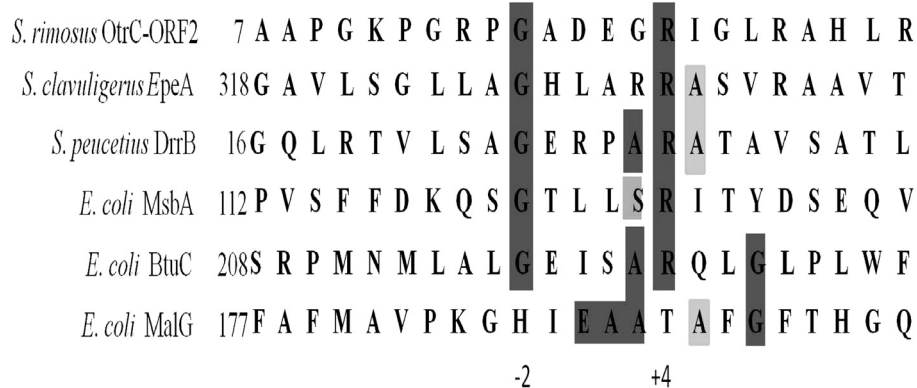 S. rimosus OtrC-ORF2 7 A A P G K P G R P G A D E G R I G L R A H L R
S. clavuligerus EpeA 318 G A V L S G L L A G H L A R R A S V R A A V T
S. peucetius DrrB 16 G Q L R T V L S A G E R P A R A T A V S A T L
E. coli MsbA 112 P V S F F D K Q S G T L L S R I T Y D S E Q V
E. coli BtuC 208 S R P M N M L A L G E I S A R Q L G L P L W F
E. coli MalG 177 F A F M A V P K G H I E A A T A F G F T H G Q
-2 +4